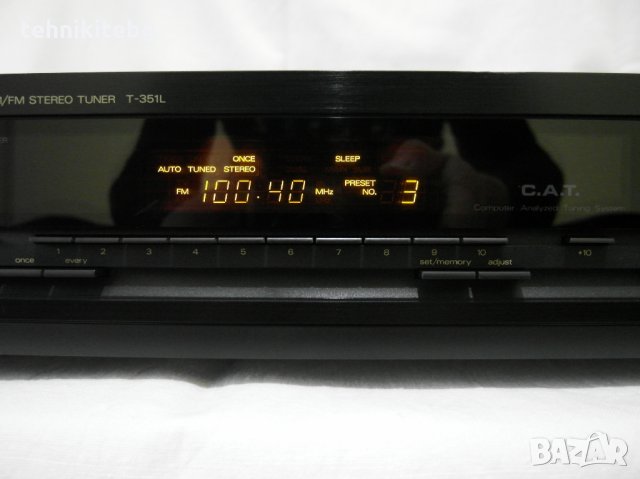 tehnikitebg
/FM STEREO TUNER T-351L
ONCE SLEEP
AUTO TUNED STEREO
FM 100.40 MHz PRESET NO. 3
C.A.T.
Computer Analyzed Tuning System
1 2 3 4 5 6 7 8 9 10 +10
once every set/memory adjust
BAZAR